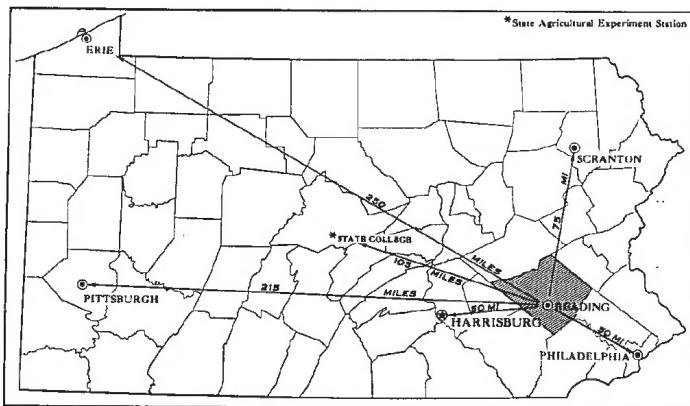 *State Agricultural Experiment Station
ERIE
SCRANTON
75 MI
250 MILES
*STATE COLLEGE
105 MILES
PITTSBURGH
215 MILES
READING
50 MI
HARRISBURG
50 MI
PHILADELPHIA